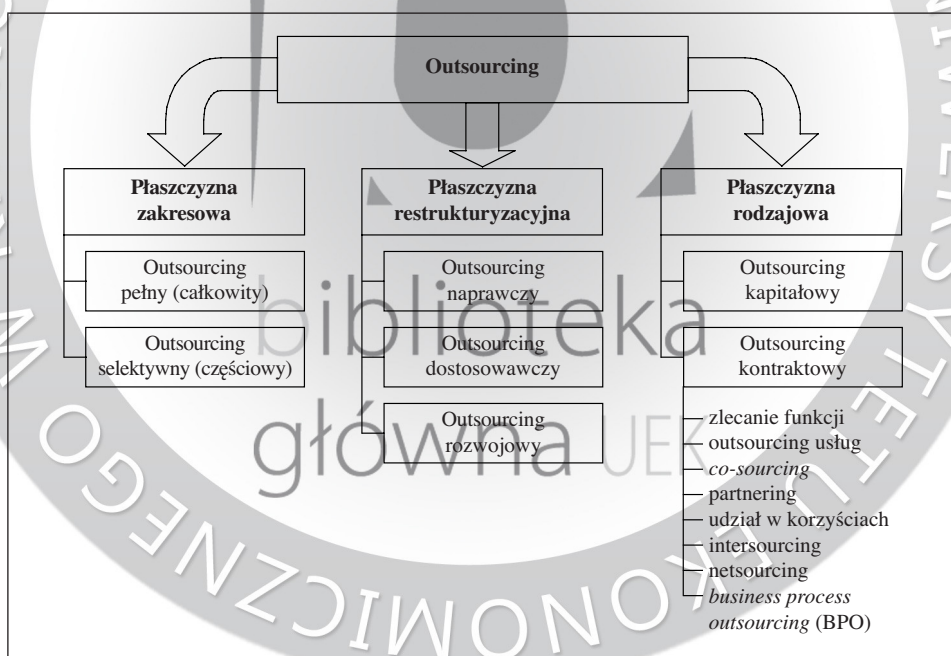 Outsourcing
Płaszczyzna
zakresowa
Outsourcing
pełny (całkowity)
Outsourcing
selektywny (częściowy)
Płaszczyzna
restrukturyzacyjna
Outsourcing
naprawczy
Outsourcing
dostosowawczy
Outsourcing
rozwojowy
Płaszczyzna
rodzajowa
Outsourcing
kapitałowy
Outsourcing
kontraktowy
zlecanie funkcji
outsourcing usług
co-sourcing
partnering
udział w korzyściach
intersourcing
netsourcing
business process
outsourcing (BPO)
biblioteka
główna UEK
EKONOMICZNEGO W